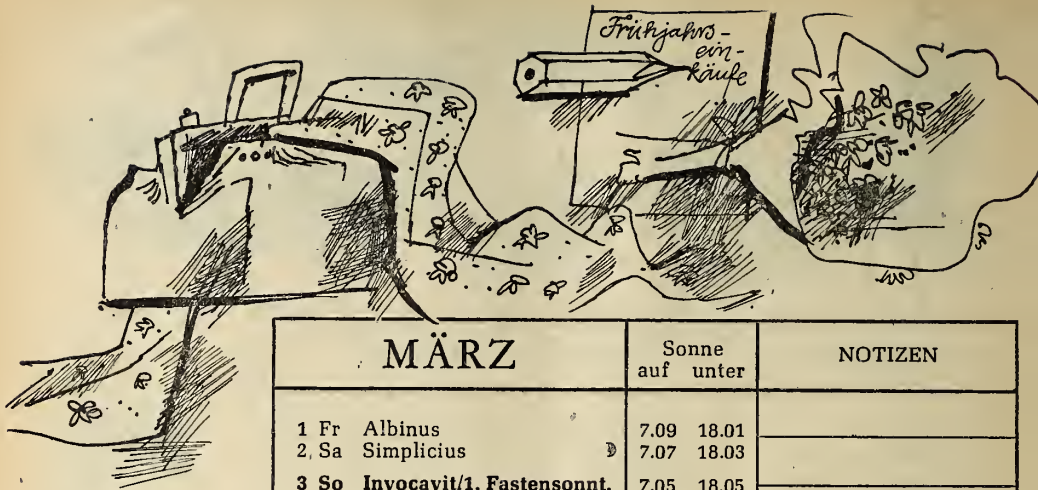 Frühjahrs-
ein-
käufe
MÄRZ
Sonne
auf unter
NOTIZEN
1 Fr Albinus 7.09 18.01
2, Sa Simplicius 7.07 18.03
3 So Invocavit/1. Fastensonnt. 7.05 18.05